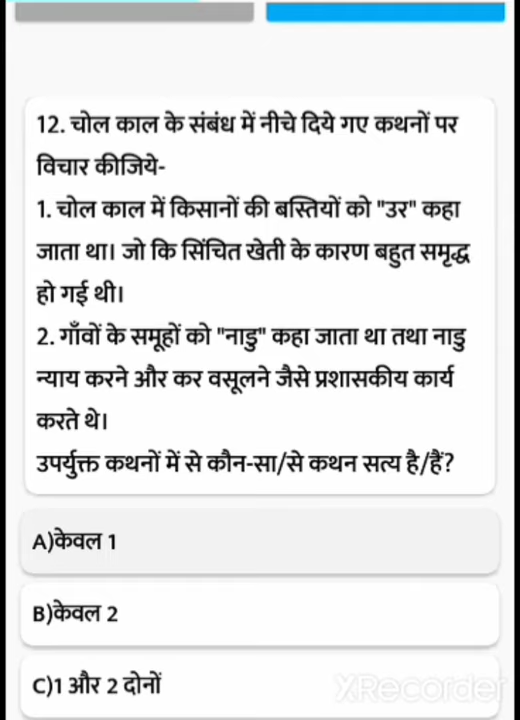 12. चोल काल के संबंध में नीचे दिये गए कथनों पर
विचार कीजिये-
1. चोल काल में किसानों की बस्तियों को "उर" कहा
जाता था। जो कि सिंचित खेती के कारण बहुत समृद्ध
हो गई थी।
2. गाँवों के समूहों को "नाडु" कहा जाता था तथा नाडु
न्याय करने और कर वसूलने जैसे प्रशासकीय कार्य
करते थे।
उपर्युक्त कथनों में से कौन-सा/से कथन सत्य है/हैं?
A)केवल 1
B)केवल 2
C)1 और 2 दोनों
XRecorder